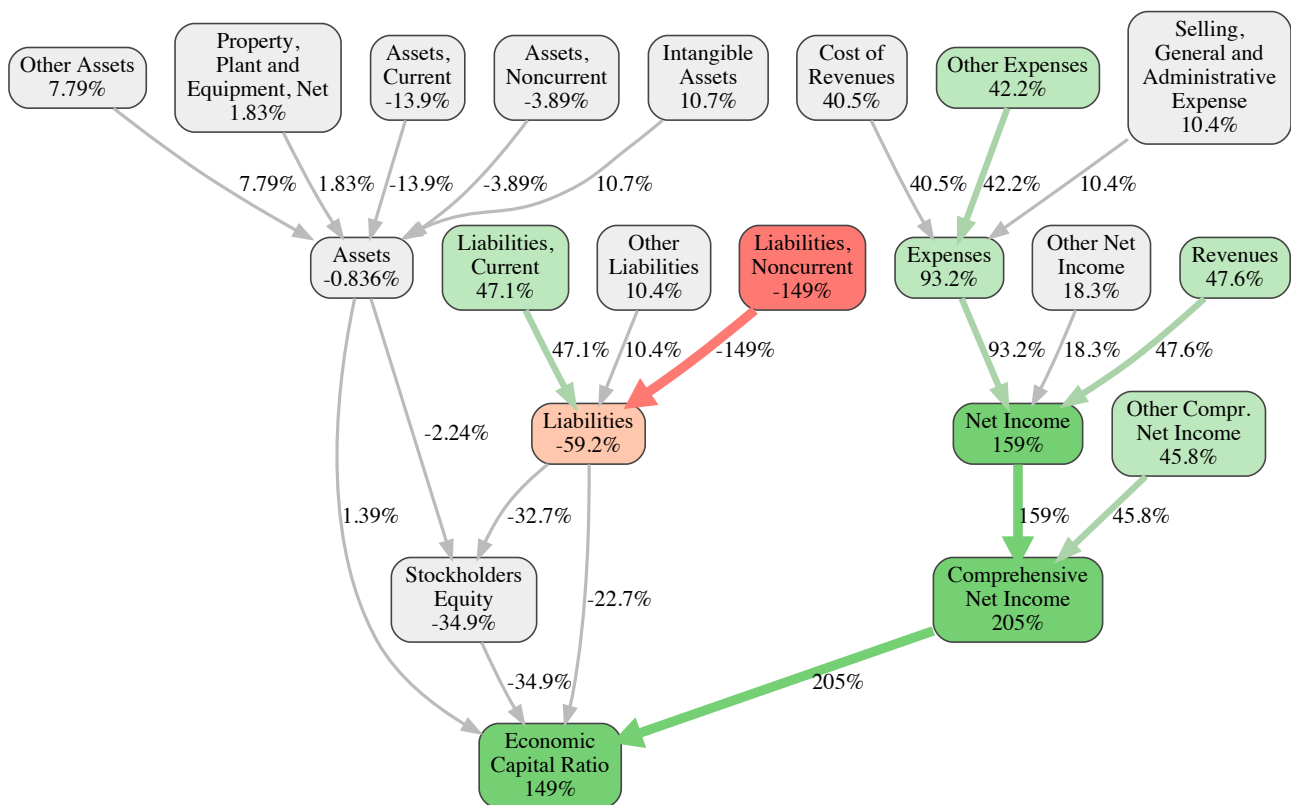 Other Assets
7.79%
Property,
Plant and
Equipment, Net
1.83%
Assets,
Current
-13.9%
Assets,
Noncurrent
-3.89%
Intangible
Assets
10.7%
Cost of
Revenues
40.5%
Other Expenses
42.2%
Selling,
General and
Administrative
Expense
10.4%
7.79%
1.83%
-13.9%
-3.89%
10.7%
40.5%
42.2%
10.4%
Assets
-0.836%
Liabilities,
Current
47.1%
Other
Liabilities
10.4%
Liabilities,
Noncurrent
-149%
Expenses
93.2%
Other Net
Income
18.3%
Revenues
47.6%
47.1%
10.4%
-149%
93.2%
18.3%
47.6%
Liabilities
-59.2%
Net Income
159%
Other Compr.
Net Income
45.8%
-2.24%
1.39%
-32.7%
-22.7%
159%
45.8%
Stockholders
Equity
-34.9%
Comprehensive
Net Income
205%
-34.9%
205%
Economic
Capital Ratio
149%